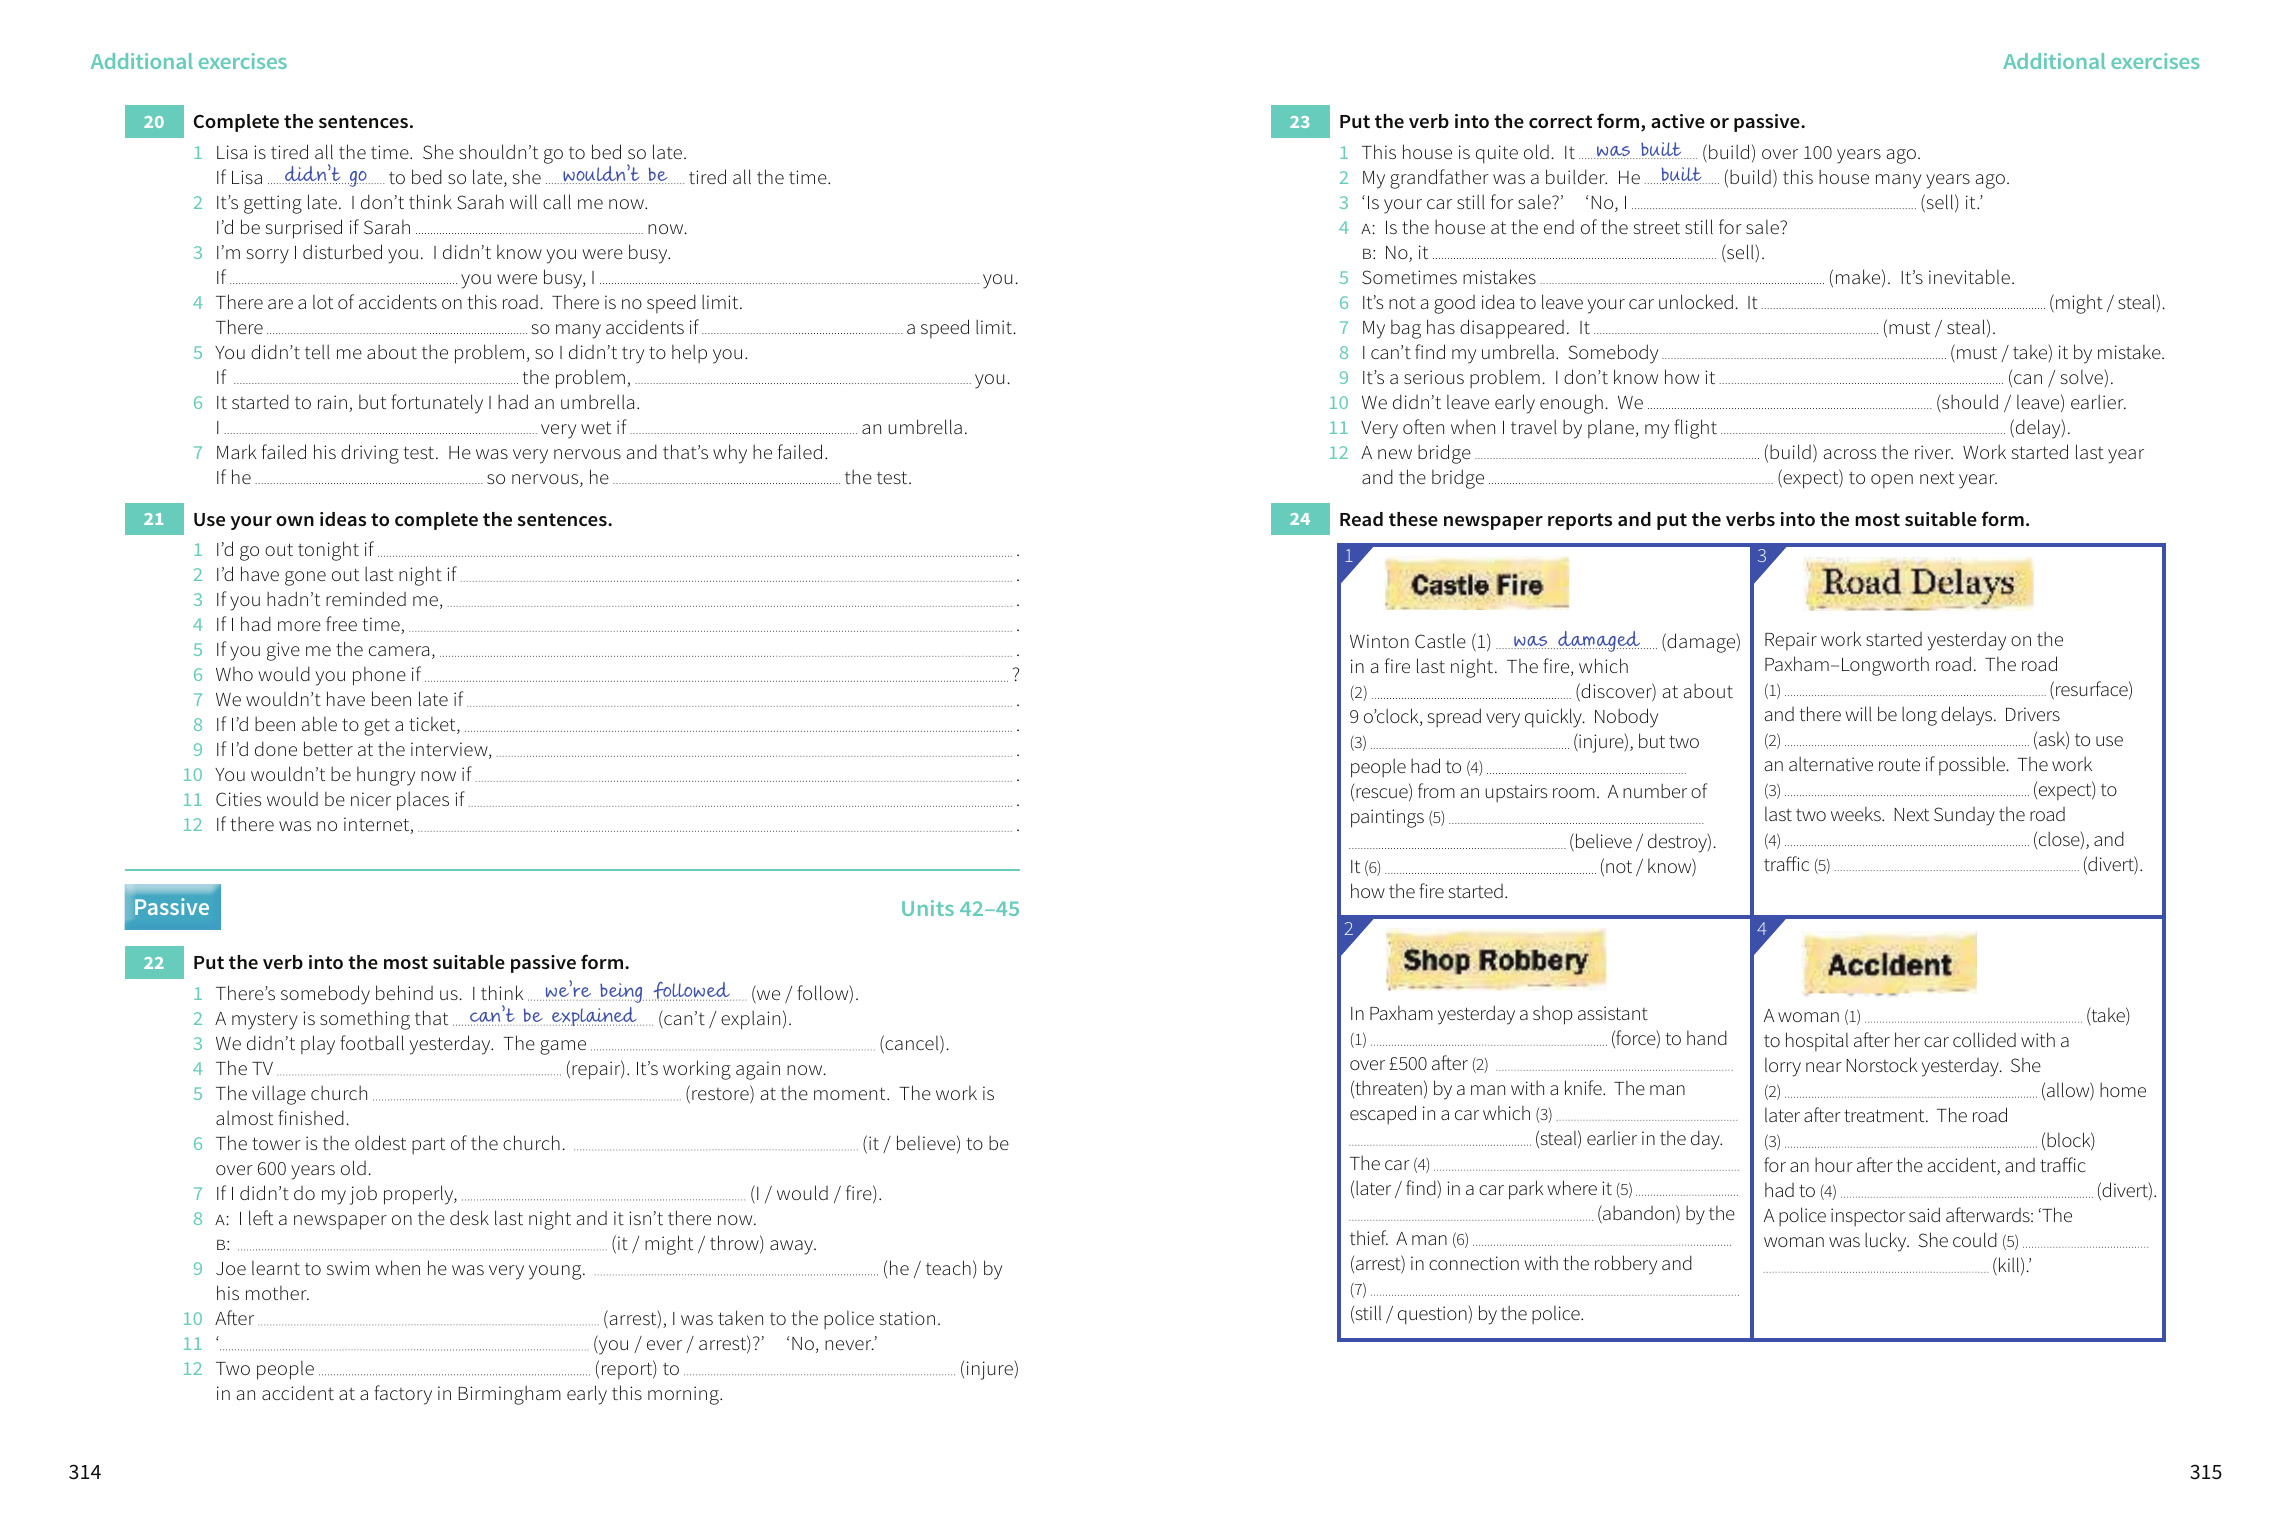 Additional exercises
20 Complete the sentences.
1 Lisa is tired all the time. She shouldn't go to bed so late.
If Lisa didn't go to bed so late, she wouldn't be tired all the time.
2 It's getting late. I don't think Sarah will call me now.
I'd be surprised if Sarah now.
3 I'm sorry I disturbed you. I didn't know you were busy.
If you were busy, I you.
4 There are a lot of accidents on this road. There is no speed limit.
There so many accidents if a speed limit.
5 You didn't tell me about the problem, so I didn't try to help you.
If the problem, you.
6 It started to rain, but fortunately I had an umbrella.
I very wet if an umbrella.
7 Mark failed his driving test. He was very nervous and that's why he failed.
If he so nervous, he the test.
21 Use your own ideas to complete the sentences.
1 I'd go out tonight if .
2 I'd have gone out last night if .
3 If you hadn't reminded me, .
4 If I had more free time, .
5 If you give me the camera, .
6 Who would you phone if ?
7 We wouldn't have been late if .
8 If I'd been able to get a ticket, .
9 If I'd done better at the interview, .
10 You wouldn't be hungry now if .
11 Cities would be nicer places if .
12 If there was no internet, .
Passive Units 42–45
22 Put the verb into the most suitable passive form.
1 There's somebody behind us. I think we're being followed (we / follow).
2 A mystery is something that can't be explained (can't / explain).
3 We didn't play football yesterday. The game (cancel).
4 The TV (repair). It's working again now.
5 The village church (restore) at the moment. The work is
almost finished.
6 The tower is the oldest part of the church. (it / believe) to be
over 600 years old.
7 If I didn't do my job properly, (I / would / fire).
8 A: I left a newspaper on the desk last night and it isn't there now.
B: (it / might / throw) away.
9 Joe learnt to swim when he was very young. (he / teach) by
his mother.
10 After (arrest), I was taken to the police station.
11 ‘ (you / ever / arrest)?’ ‘No, never.’
12 Two people (report) to (injure)
in an accident at a factory in Birmingham early this morning.
314
Additional exercises
23 Put the verb into the correct form, active or passive.
1 This house is quite old. It was built (build) over 100 years ago.
2 My grandfather was a builder. He built (build) this house many years ago.
3 ‘Is your car still for sale?’ ‘No, I (sell) it.’
4 A: Is the house at the end of the street still for sale?
B: No, it (sell).
5 Sometimes mistakes (make). It's inevitable.
6 It's not a good idea to leave your car unlocked. It (might / steal).
7 My bag has disappeared. It (must / steal).
8 I can't find my umbrella. Somebody (must / take) it by mistake.
9 It's a serious problem. I don't know how it (can / solve).
10 We didn't leave early enough. We (should / leave) earlier.
11 Very often when I travel by plane, my flight (delay).
12 A new bridge (build) across the river. Work started last year
and the bridge (expect) to open next year.
24 Read these newspaper reports and put the verbs into the most suitable form.
1
Castle Fire
Winton Castle (1) was damaged (damage)
in a fire last night. The fire, which
(2) (discover) at about
9 o'clock, spread very quickly. Nobody
(3) (injure), but two
people had to (4)
(rescue) from an upstairs room. A number of
paintings (5)
(believe / destroy).
It (6) (not / know)
how the fire started.
2
Shop Robbery
In Paxham yesterday a shop assistant
(1) (force) to hand
over £500 after (2)
(threaten) by a man with a knife. The man
escaped in a car which (3)
(steal) earlier in the day.
The car (4)
(later / find) in a car park where it (5)
(abandon) by the
thief. A man (6)
(arrest) in connection with the robbery and
(7)
(still / question) by the police.
3
Road Delays
Repair work started yesterday on the
Paxham–Longworth road. The road
(1) (resurface)
and there will be long delays. Drivers
(2) (ask) to use
an alternative route if possible. The work
(3) (expect) to
last two weeks. Next Sunday the road
(4) (close), and
traffic (5) (divert).
4
Accident
A woman (1) (take)
to hospital after her car collided with a
lorry near Norstock yesterday. She
(2) (allow) home
later after treatment. The road
(3) (block)
for an hour after the accident, and traffic
had to (4) (divert).
A police inspector said afterwards: ‘The
woman was lucky. She could (5)
(kill).’
315